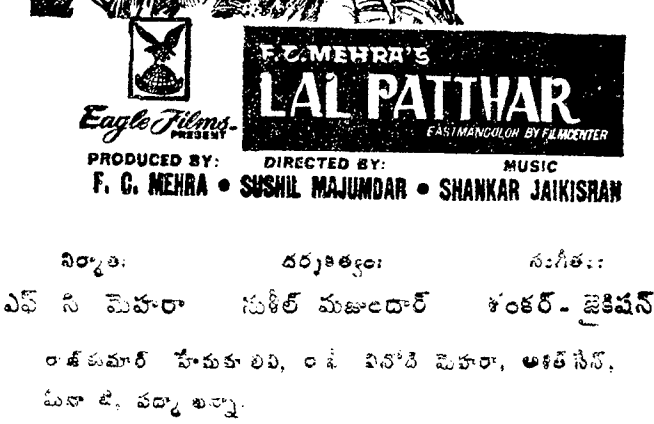 F.C.MEHRA'S
LAL PATTHAR
EASTMANCOLOR BY FILMCENTER
Eagle Films-
PRESENT
PRODUCED BY: DIRECTED BY: MUSIC
F. C. MEHRA • SUSHIL MAJUMDAR • SHANKAR JAIKISHAN
నిర్మాత: దర్శకత్వం: సంగీతం:
ఎఫ్ సి మెహరా సుశీల్ మజుందార్ శంకర్ - జైకిషన్
రాజ్ కుమార్ హేమమాలిని, వినోద్ మెహరా, అశిత్ సేన్,
పద్మా ఖన్నా.